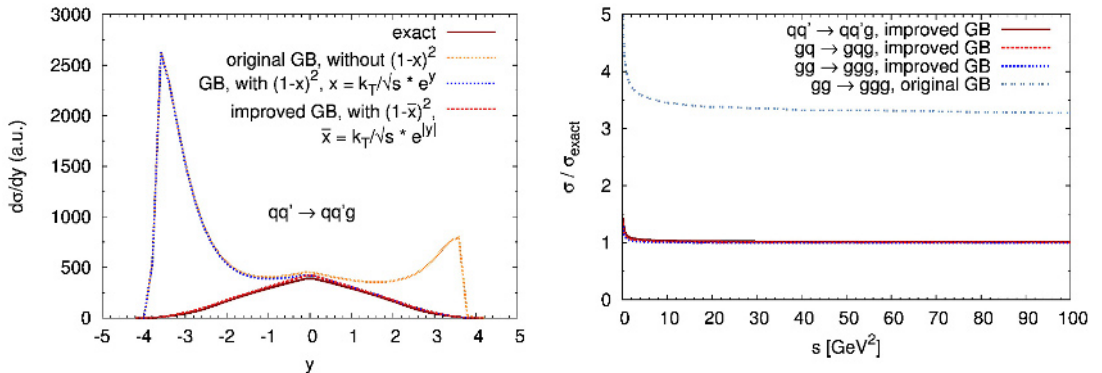 exact
original GB, without (1-x)²
GB, with (1-x)², x = k_T/√s * e^y
improved GB, with (1-x̅)²,
x̅ = k_T/√s * e^|y|
3000
2500
2000
1500
1000
500
0
dσ/dy (a.u.)
qq' → qq'g
-5 -4 -3 -2 -1 0 1 2 3 4 5
y
qq' → qq'g, improved GB
gq → gqg, improved GB
gg → ggg, improved GB
gg → ggg, original GB
5
4
3
2
1
0
σ / σ_exact
0 10 20 30 40 50 60 70 80 90 100
s [GeV²]